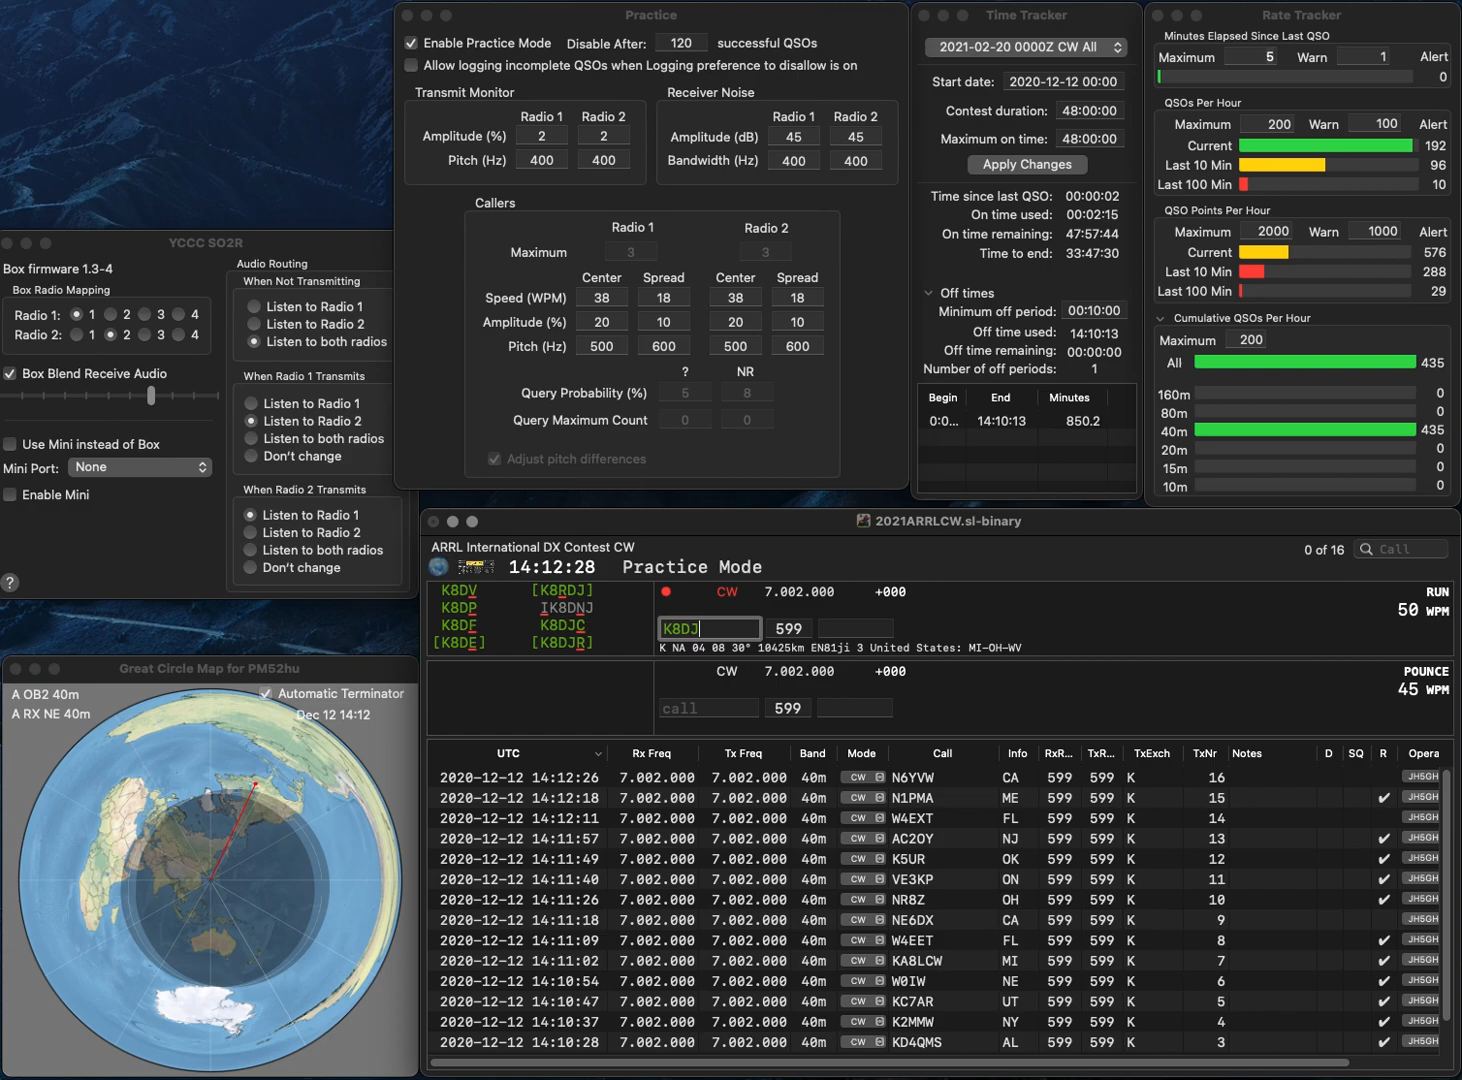 Practice
Enable Practice Mode Disable After: 120 successful QSOs
Allow logging incomplete QSOs when Logging preference to disallow is on
Transmit Monitor
Radio 1 Radio 2
Amplitude (%) 2 2
Pitch (Hz) 400 400
Receiver Noise
Radio 1 Radio 2
Amplitude (dB) 45 45
Bandwidth (Hz) 400 400
Callers
Radio 1 Radio 2
Maximum 3 3
Center Spread Center Spread
Speed (WPM) 38 18 38 18
Amplitude (%) 20 10 20 10
Pitch (Hz) 500 600 500 600
? NR
Query Probability (%) 5 8
Query Maximum Count 0 0
Adjust pitch differences
Time Tracker
2021-02-20 0000Z CW All
Start date: 2020-12-12 00:00
Contest duration: 48:00:00
Maximum on time: 48:00:00
Apply Changes
Time since last QSO: 00:00:02
On time used: 00:02:15
On time remaining: 47:57:44
Time to end: 33:47:30
Off times
Minimum off period: 00:10:00
Off time used: 14:10:13
Off time remaining: 00:00:00
Number of off periods: 1
Begin End Minutes
0:0... 14:10:13 850.2
Rate Tracker
Minutes Elapsed Since Last QSO
Maximum 5 Warn 1 Alert
0
QSOs Per Hour
Maximum 200 Warn 100 Alert
Current 192
Last 10 Min 96
Last 100 Min 10
QSO Points Per Hour
Maximum 2000 Warn 1000 Alert
Current 576
Last 10 Min 288
Last 100 Min 29
Cumulative QSOs Per Hour
Maximum 200
All 435
160m 0
80m 0
40m 435
20m 0
15m 0
10m 0
YCCC SO2R
Box firmware 1.3-4
Box Radio Mapping
Radio 1: 1 2 3 4
Radio 2: 1 2 3 4
Box Blend Receive Audio
Use Mini instead of Box
Mini Port: None
Enable Mini
?
Audio Routing
When Not Transmitting
Listen to Radio 1
Listen to Radio 2
Listen to both radios
When Radio 1 Transmits
Listen to Radio 1
Listen to Radio 2
Listen to both radios
Don't change
When Radio 2 Transmits
Listen to Radio 1
Listen to Radio 2
Listen to both radios
Don't change
Great Circle Map for PM52hu
A OB2 40m
A RX NE 40m
Automatic Terminator
Dec 12 14:12
2021ARRLCW.sl-binary
ARRL International DX Contest CW
0 of 16 Call
14:12:28 Practice Mode
K8DV [K8RDJ]
K8DP IK8DNJ
K8DF K8DJC
[K8DE] [K8DJR]
CW 7.002.000 +000 RUN
50 WPM
K8DJ 599
K NA 04 08 30° 10425km EN81ji 3 United States: MI-OH-WV
CW 7.002.000 +000 POUNCE
45 WPM
call 599
UTC Rx Freq Tx Freq Band Mode Call Info RxR... TxR... TxExch TxNr Notes D SQ R Opera
2020-12-12 14:12:26 7.002.000 7.002.000 40m CW N6YVW CA 599 599 K 16 JH5GH
2020-12-12 14:12:18 7.002.000 7.002.000 40m CW N1PMA ME 599 599 K 15 ✔ JH5GH
2020-12-12 14:12:11 7.002.000 7.002.000 40m CW W4EXT FL 599 599 K 14 JH5GH
2020-12-12 14:11:57 7.002.000 7.002.000 40m CW AC2OY NJ 599 599 K 13 ✔ JH5GH
2020-12-12 14:11:49 7.002.000 7.002.000 40m CW K5UR OK 599 599 K 12 ✔ JH5GH
2020-12-12 14:11:40 7.002.000 7.002.000 40m CW VE3KP ON 599 599 K 11 ✔ JH5GH
2020-12-12 14:11:26 7.002.000 7.002.000 40m CW NR8Z OH 599 599 K 10 ✔ JH5GH
2020-12-12 14:11:18 7.002.000 7.002.000 40m CW NE6DX CA 599 599 K 9 JH5GH
2020-12-12 14:11:09 7.002.000 7.002.000 40m CW W4EET FL 599 599 K 8 ✔ JH5GH
2020-12-12 14:11:02 7.002.000 7.002.000 40m CW KA8LCW MI 599 599 K 7 ✔ JH5GH
2020-12-12 14:10:54 7.002.000 7.002.000 40m CW W0IW NE 599 599 K 6 ✔ JH5GH
2020-12-12 14:10:47 7.002.000 7.002.000 40m CW KC7AR UT 599 599 K 5 ✔ JH5GH
2020-12-12 14:10:37 7.002.000 7.002.000 40m CW K2MMW NY 599 599 K 4 ✔ JH5GH
2020-12-12 14:10:28 7.002.000 7.002.000 40m CW KD4QMS AL 599 599 K 3 ✔ JH5GH